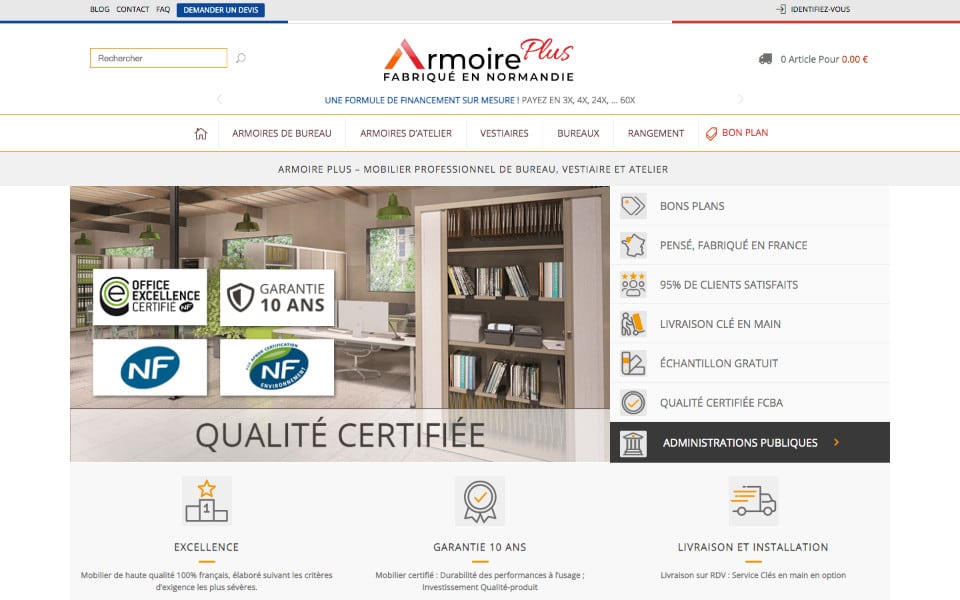 BLOG CONTACT FAQ DEMANDER UN DEVIS IDENTIFIEZ-VOUS
Rechercher
Armoire Plus
FABRIQUÉ EN NORMANDIE
0 Article Pour 0.00 €
UNE FORMULE DE FINANCEMENT SUR MESURE ! PAYEZ EN 3X, 4X, 24X, ... 60X
ARMOIRES DE BUREAU ARMOIRES D'ATELIER VESTIAIRES BUREAUX RANGEMENT BON PLAN
ARMOIRE PLUS – MOBILIER PROFESSIONNEL DE BUREAU, VESTIAIRE ET ATELIER
OFFICE
EXCELLENCE
CERTIFIÉ NF
GARANTIE
10 ANS
NF
NF
ENVIRONNEMENT
QUALITÉ CERTIFIÉE
BONS PLANS
PENSÉ, FABRIQUÉ EN FRANCE
95% DE CLIENTS SATISFAITS
LIVRAISON CLÉ EN MAIN
ÉCHANTILLON GRATUIT
QUALITÉ CERTIFIÉE FCBA
ADMINISTRATIONS PUBLIQUES
1
EXCELLENCE
Mobilier de haute qualité 100% français, élaboré suivant les critères
d'exigence les plus sévères.
GARANTIE 10 ANS
Mobilier certifié : Durabilité des performances à l'usage ;
Investissement Qualité-produit
LIVRAISON ET INSTALLATION
Livraison sur RDV : Service Clés en main en option